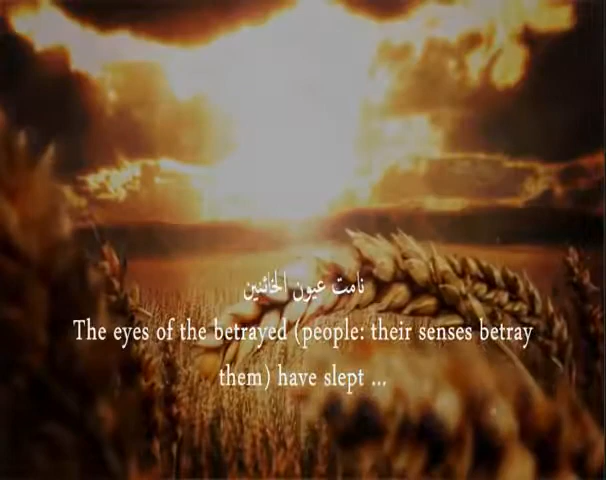 نامت عيون الخائنين
The eyes of the betrayed (people: their senses betray
them) have slept ...